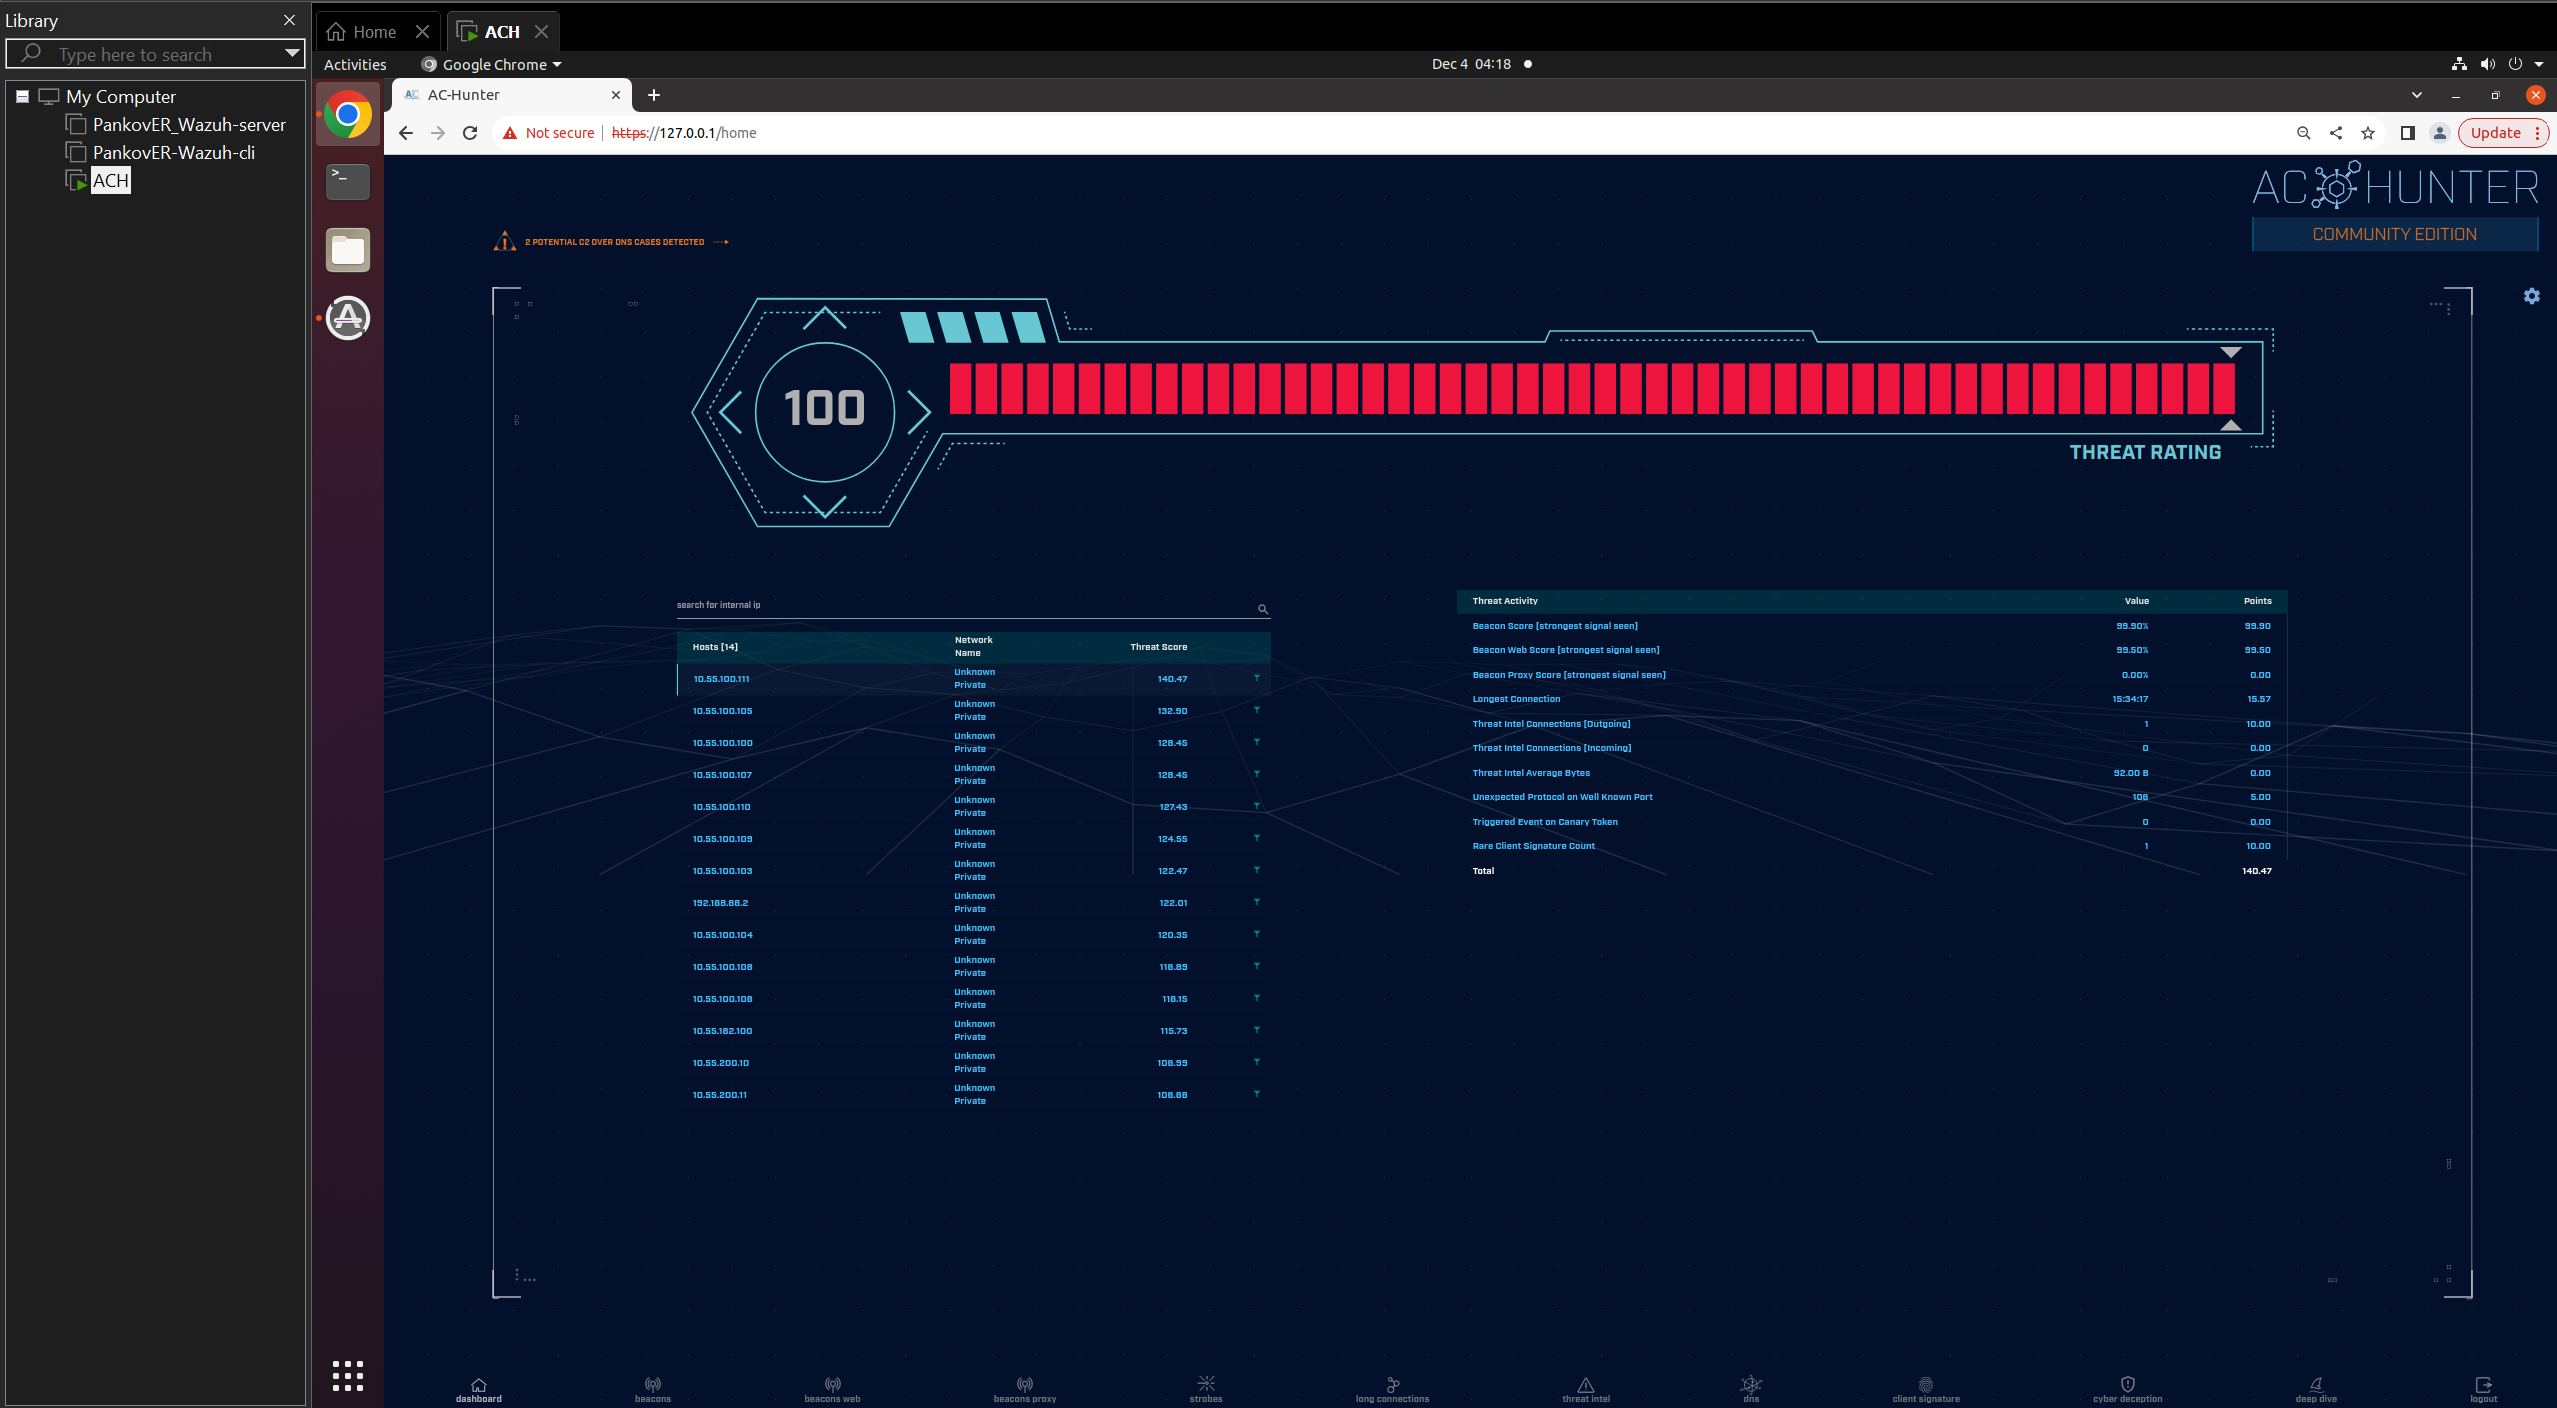 Library
Type here to search
My Computer
PankovER_Wazuh-server
PankovER-Wazuh-cli
ACH
Home
ACH
Activities
Google Chrome
Dec 4 04:18
AC-Hunter
Not secure
https://127.0.0.1/home
Update
AC HUNTER
COMMUNITY EDITION
2 POTENTIAL C2 OVER DNS CASES DETECTED
100
THREAT RATING
search for internal ip
Hosts [14] Network Name Threat Score
10.55.100.111 Unknown Private 140.47
10.55.100.105 Unknown Private 132.90
10.55.100.100 Unknown Private 128.45
10.55.100.107 Unknown Private 128.45
10.55.100.110 Unknown Private 127.43
10.55.100.109 Unknown Private 124.55
10.55.100.103 Unknown Private 122.47
192.168.88.2 Unknown Private 122.01
10.55.100.104 Unknown Private 120.35
10.55.100.108 Unknown Private 118.89
10.55.100.106 Unknown Private 118.15
10.55.182.100 Unknown Private 115.73
10.55.200.10 Unknown Private
10.55.200.11 Unknown Private
Threat Activity Value Points
Beacon Score [strongest signal seen] 99.90% 99.90
Beacon Web Score [strongest signal seen] 99.50% 99.50
Beacon Proxy Score [strongest signal seen] 0.00% 0.00
Longest Connection 15:34:17 15.57
Threat Intel Connections [Outgoing] 1 10.00
Threat Intel Connections [Incoming] 0 0.00
Threat Intel Average Bytes 92.00 B 0.00
Unexpected Protocol on Well Known Port 5.00
Triggered Event on Canary Token 0 0.00
Rare Client Signature Count 1 10.00
Total 140.47
dashboard
beacons
beacons web
beacons proxy
strobes
long connections
threat intel
dns
client signature
cyber deception
deep dive
logout